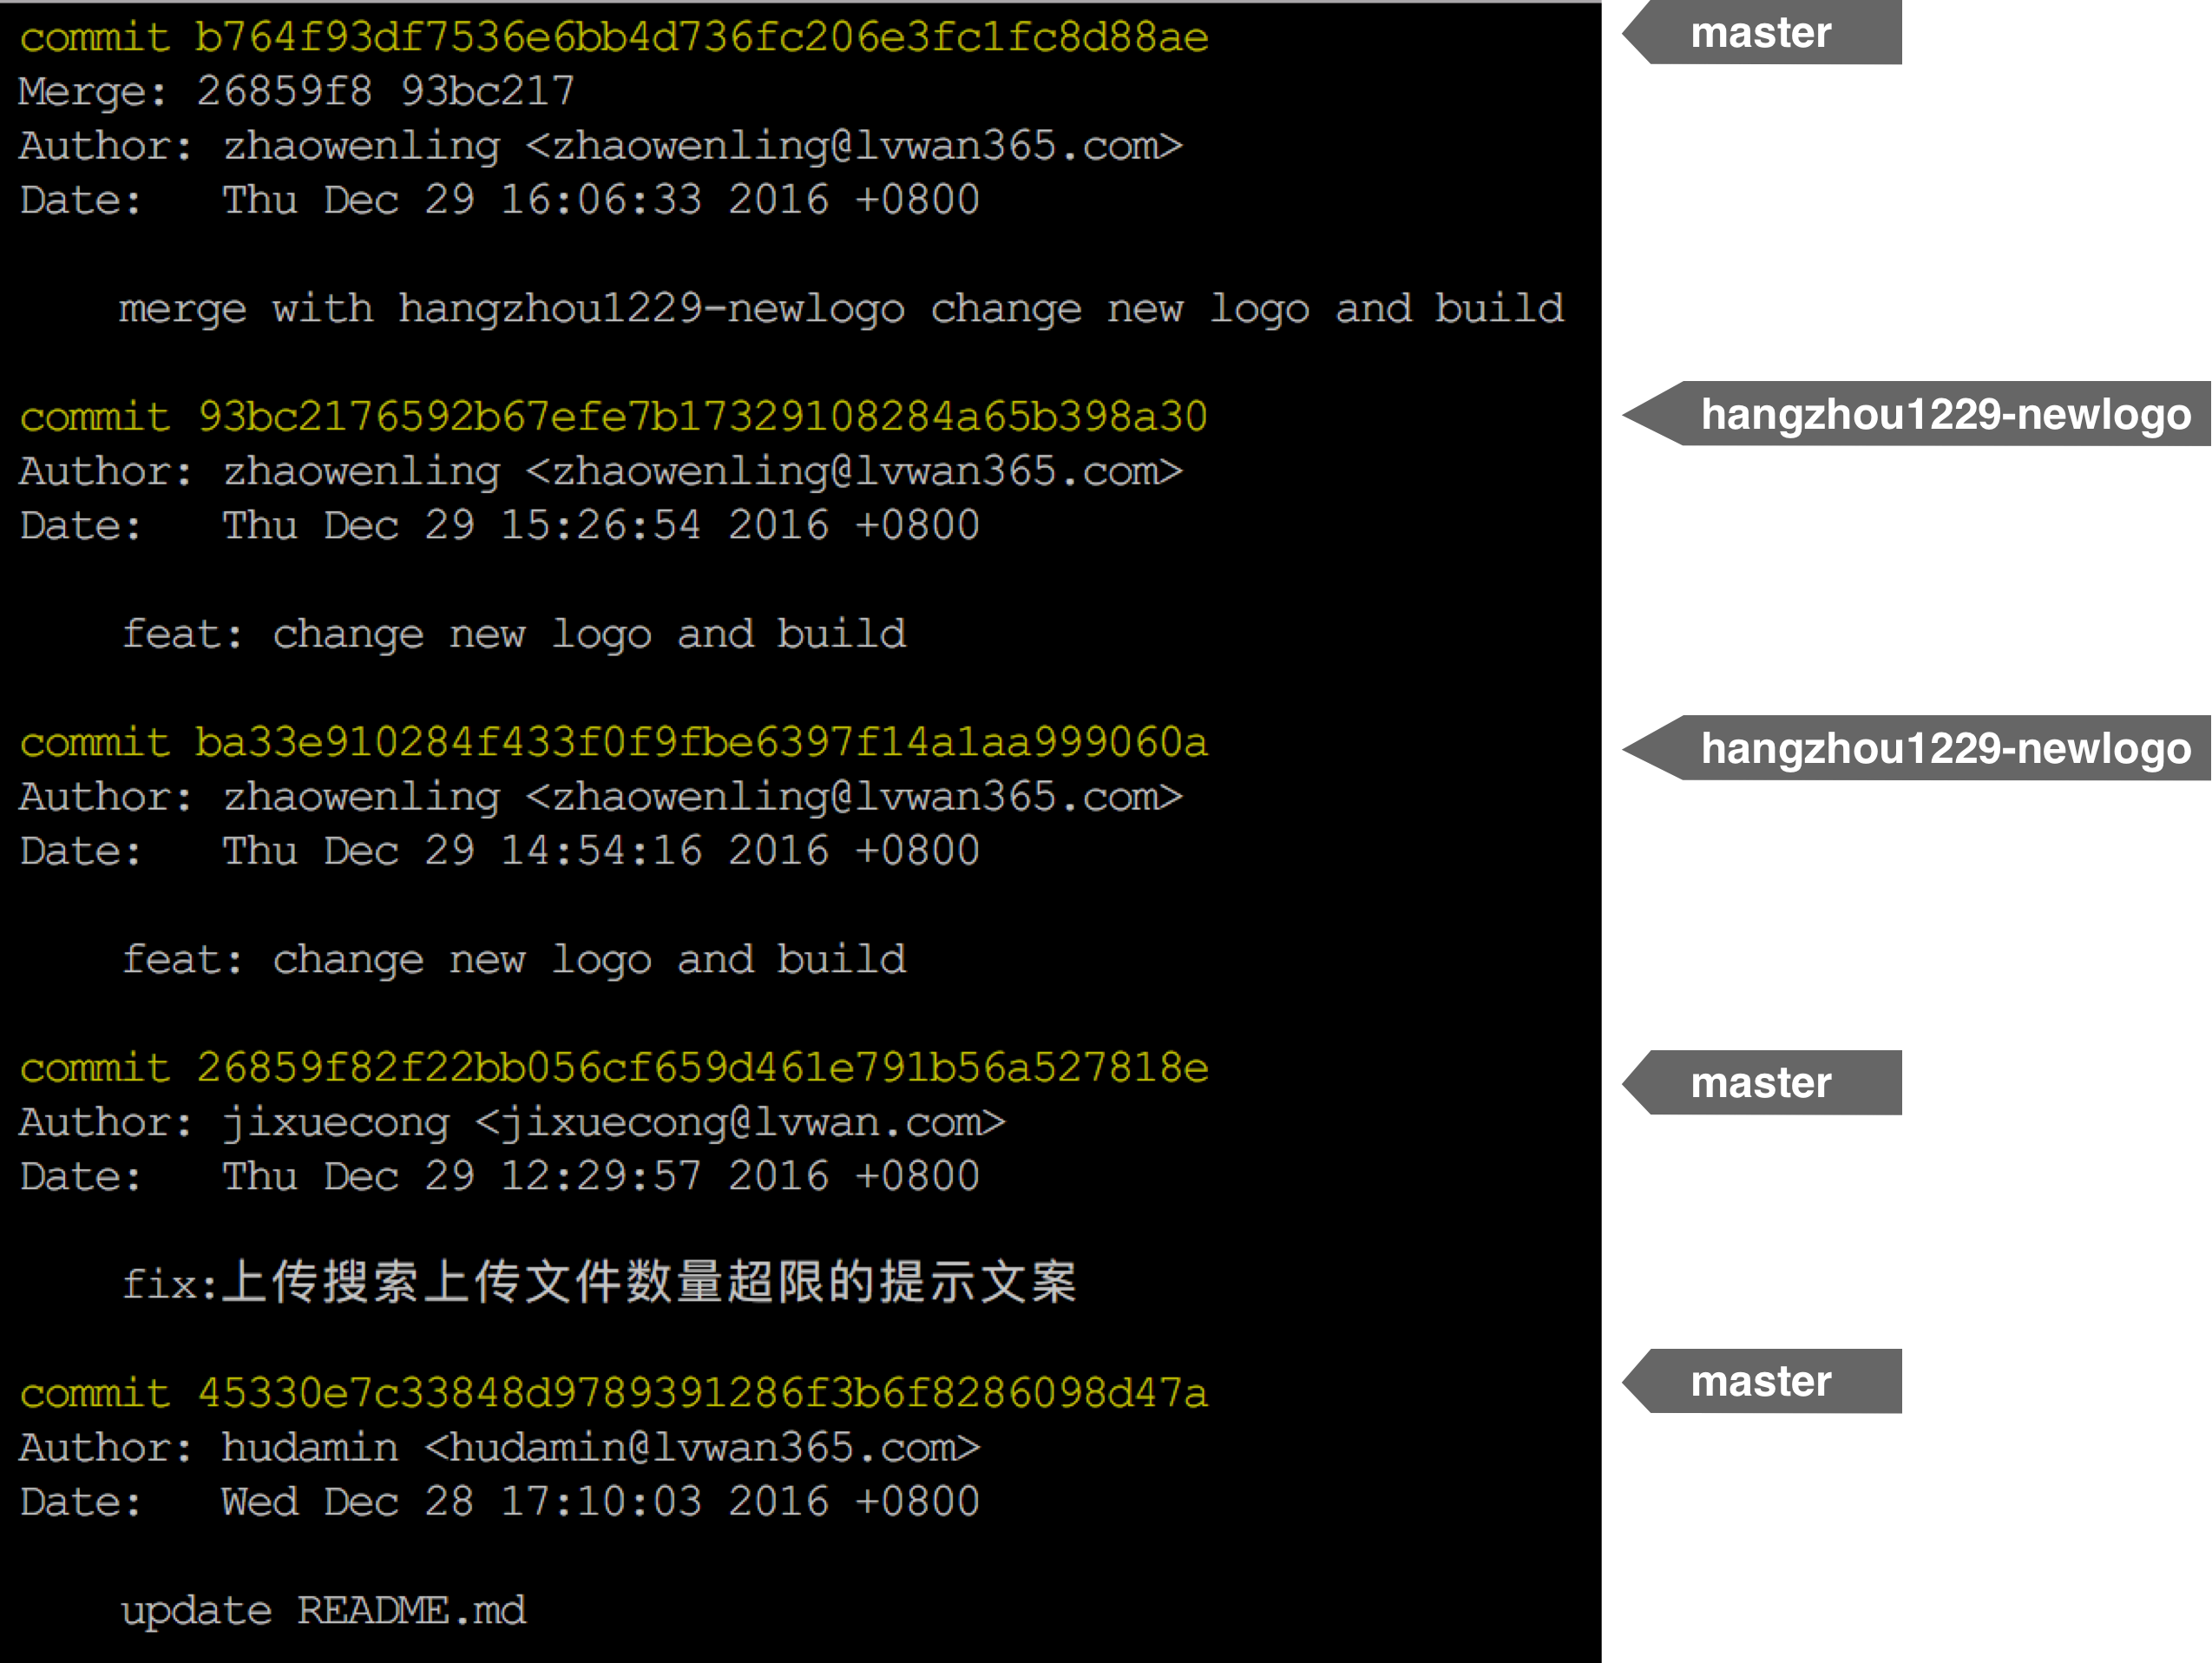 commit b764f93df7536e6bb4d736fc206e3fc1fc8d88ae
master
Merge: 26859f8 93bc217
Author: zhaowenling <zhaowenling@lvwan365.com>
Date:   Thu Dec 29 16:06:33 2016 +0800
merge with hangzhou1229-newlogo change new logo and build
commit 93bc2176592b67efe7b17329108284a65b398a30
hangzhou1229-newlogo
Author: zhaowenling <zhaowenling@lvwan365.com>
Date:   Thu Dec 29 15:26:54 2016 +0800
feat: change new logo and build
commit ba33e910284f433f0f9fbe6397f14a1aa999060a
hangzhou1229-newlogo
Author: zhaowenling <zhaowenling@lvwan365.com>
Date:   Thu Dec 29 14:54:16 2016 +0800
feat: change new logo and build
commit 26859f82f22bb056cf659d461e791b56a527818e
master
Author: jixuecong <jixuecong@lvwan.com>
Date:   Thu Dec 29 12:29:57 2016 +0800
fix:上传搜索上传文件数量超限的提示文案
commit 45330e7c33848d9789391286f3b6f8286098d47a
master
Author: hudamin <hudamin@lvwan365.com>
Date:   Wed Dec 28 17:10:03 2016 +0800
update README.md